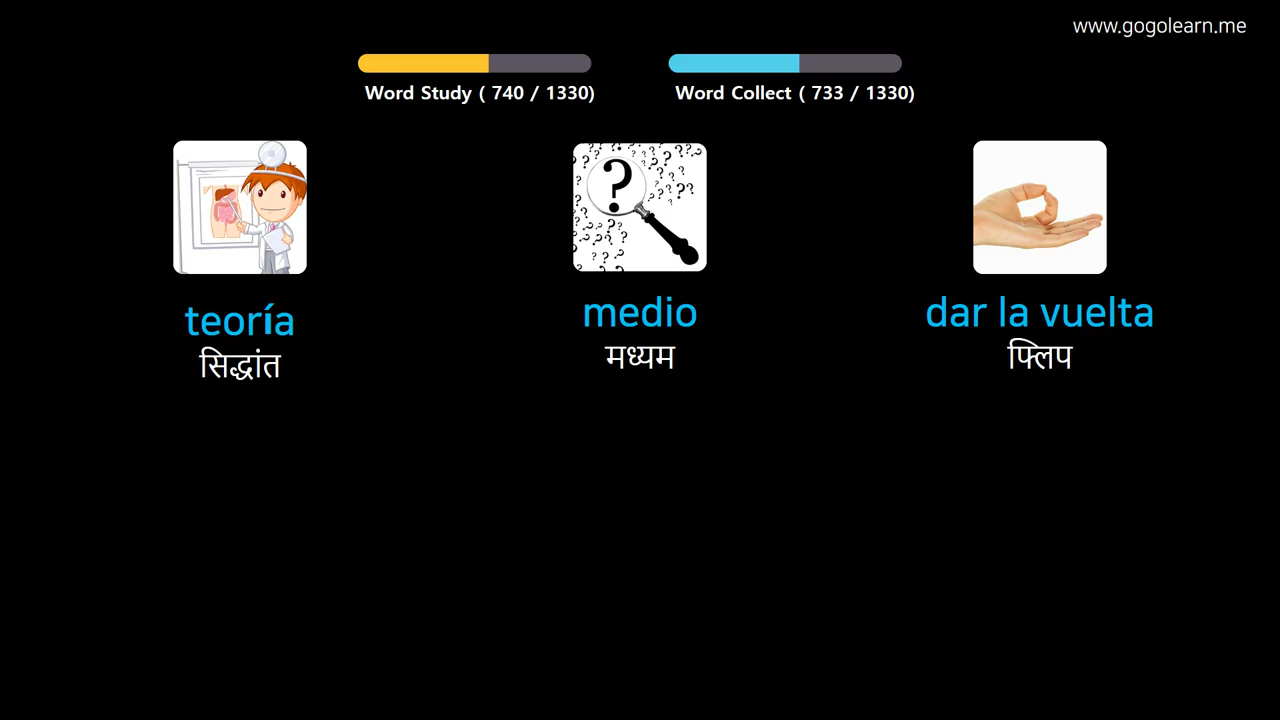 www.gogolearn.me
Word Study ( 740 / 1330)
Word Collect ( 733 / 1330)
teoría
सिद्धांत
medio
मध्यम
dar la vuelta
फ्लिप